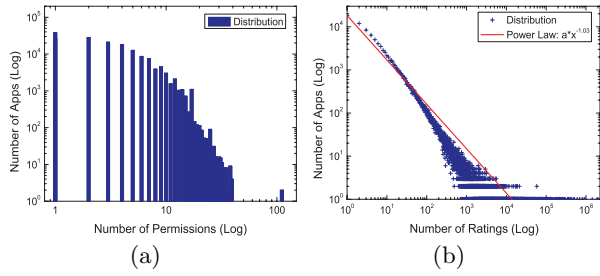 (a)
Distribution
10^5
10^4
10^3
10^2
10^1
10^0
Number of Apps (Log)
1
10
100
Number of Permissions (Log)
(a)
(b)
Distribution
Power Law: a*x^-1.03
10^5
10^4
10^3
10^2
10^1
10^0
Number of Apps (Log)
10^0
10^1
10^2
10^3
10^4
10^5
10^6
Number of Ratings (Log)
(b)